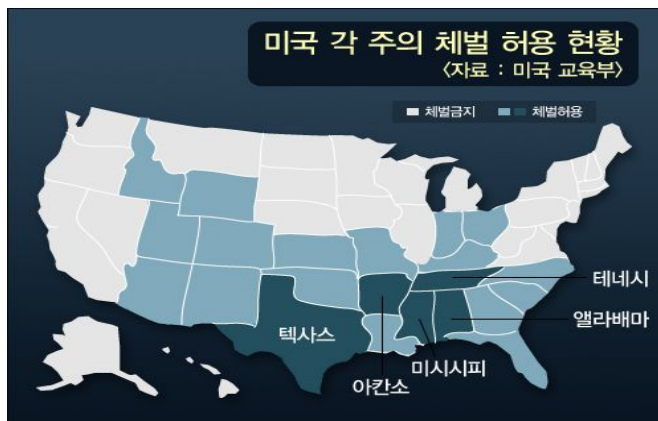 미국 각 주의 체벌 허용 현황
<자료 : 미국 교육부>
체벌금지 체벌허용
테네시
앨라배마
텍사스
미시시피
아칸소